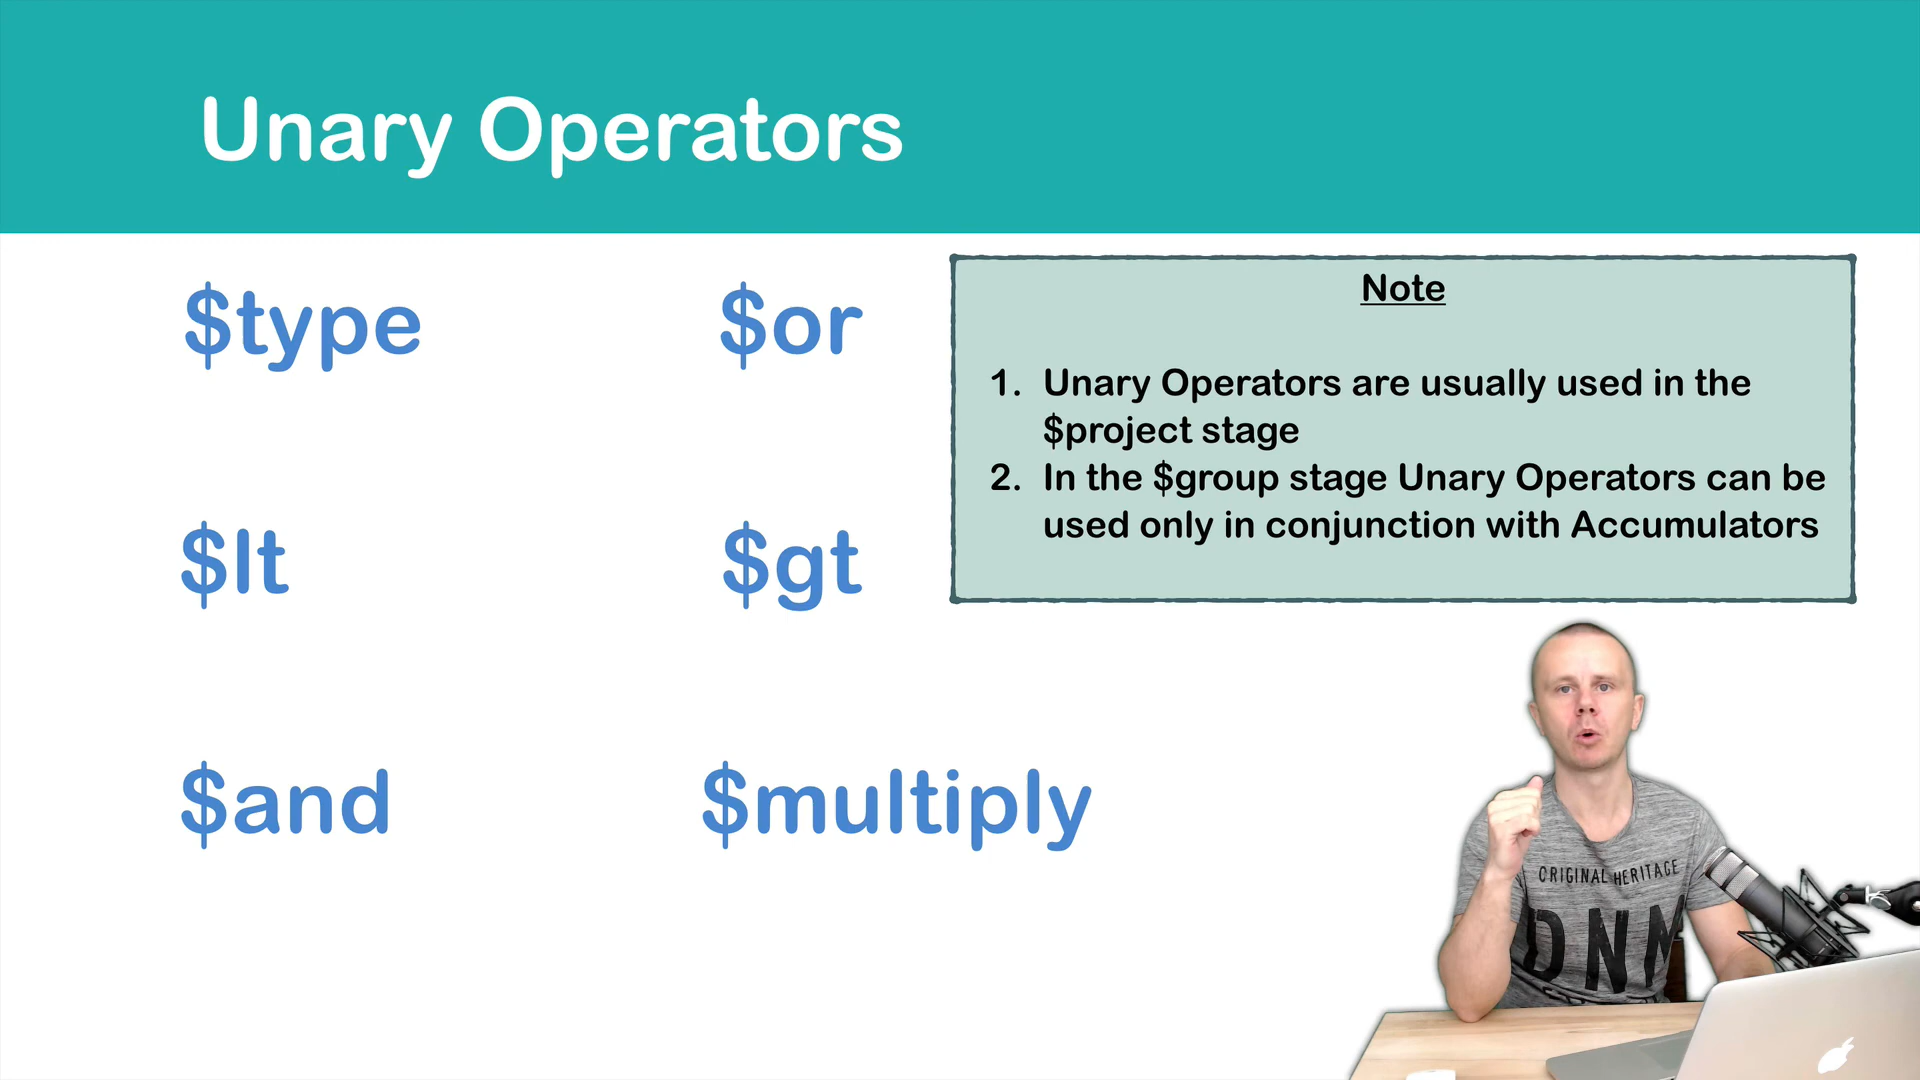 Unary Operators
$type
$or
$lt
$gt
$and
$multiply
Note
1. Unary Operators are usually used in the
$project stage
2. In the $group stage Unary Operators can be
used only in conjunction with Accumulators
ORIGINAL HERITAGE
DNM